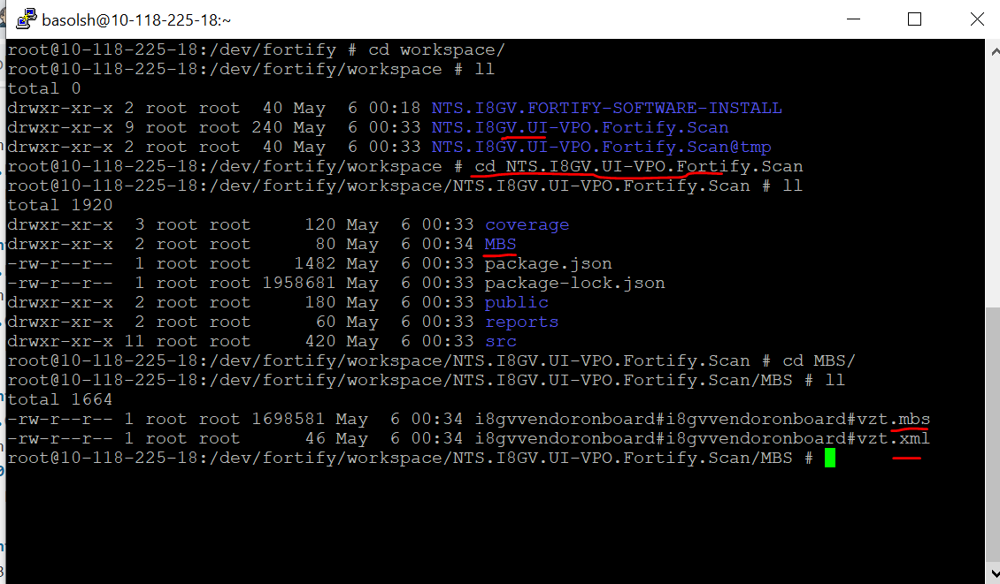 basolsh@10-118-225-18:~
root@10-118-225-18:/dev/fortify # cd workspace/
root@10-118-225-18:/dev/fortify/workspace # ll
total 0
drwxr-xr-x 2 root root  40 May  6 00:18 NTS.I8GV.FORTIFY-SOFTWARE-INSTALL
drwxr-xr-x 9 root root 240 May  6 00:33 NTS.I8GV.UI-VPO.Fortify.Scan
drwxr-xr-x 2 root root  40 May  6 00:33 NTS.I8GV.UI-VPO.Fortify.Scan@tmp
root@10-118-225-18:/dev/fortify/workspace # cd NTS.I8GV.UI-VPO.Fortify.Scan
root@10-118-225-18:/dev/fortify/workspace/NTS.I8GV.UI-VPO.Fortify.Scan # ll
total 1920
drwxr-xr-x  3 root root     120 May  6 00:33 coverage
drwxr-xr-x  2 root root      80 May  6 00:34 MBS
-rw-r--r--  1 root root    1482 May  6 00:33 package.json
-rw-r--r--  1 root root 1958681 May  6 00:33 package-lock.json
drwxr-xr-x  2 root root     180 May  6 00:33 public
drwxr-xr-x  2 root root      60 May  6 00:33 reports
drwxr-xr-x 11 root root     420 May  6 00:33 src
root@10-118-225-18:/dev/fortify/workspace/NTS.I8GV.UI-VPO.Fortify.Scan # cd MBS/
root@10-118-225-18:/dev/fortify/workspace/NTS.I8GV.UI-VPO.Fortify.Scan/MBS # ll
total 1664
-rw-r--r-- 1 root root 1698581 May  6 00:34 i8gvvendoronboard#i8gvvendoronboard#vzt.mbs
-rw-r--r-- 1 root root      46 May  6 00:34 i8gvvendoronboard#i8gvvendoronboard#vzt.xml
root@10-118-225-18:/dev/fortify/workspace/NTS.I8GV.UI-VPO.Fortify.Scan/MBS #